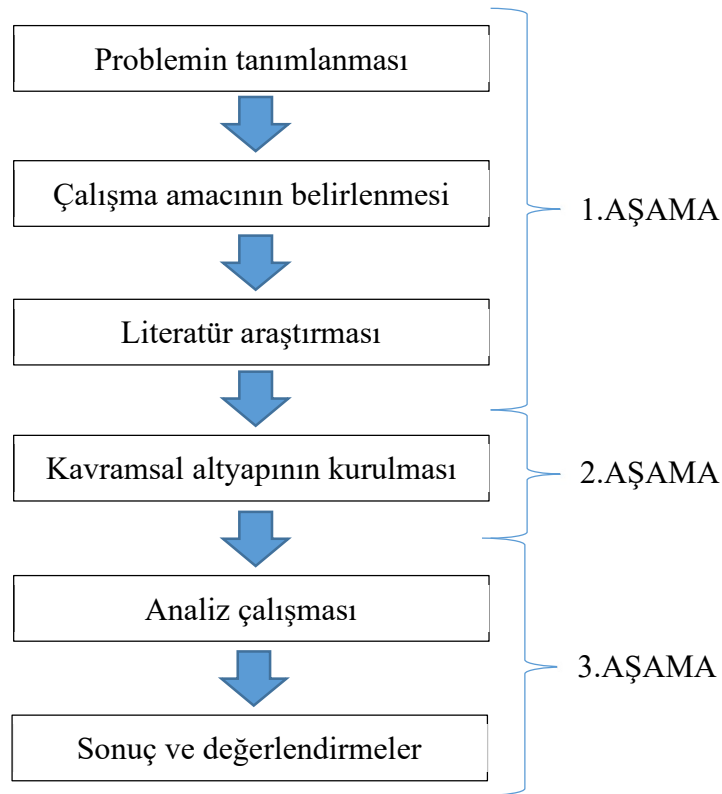 Problemin tanımlanması
Çalışma amacının belirlenmesi
1.AŞAMA
Literatür araştırması
Kavramsal altyapının kurulması
2.AŞAMA
Analiz çalışması
3.AŞAMA
Sonuç ve değerlendirmeler